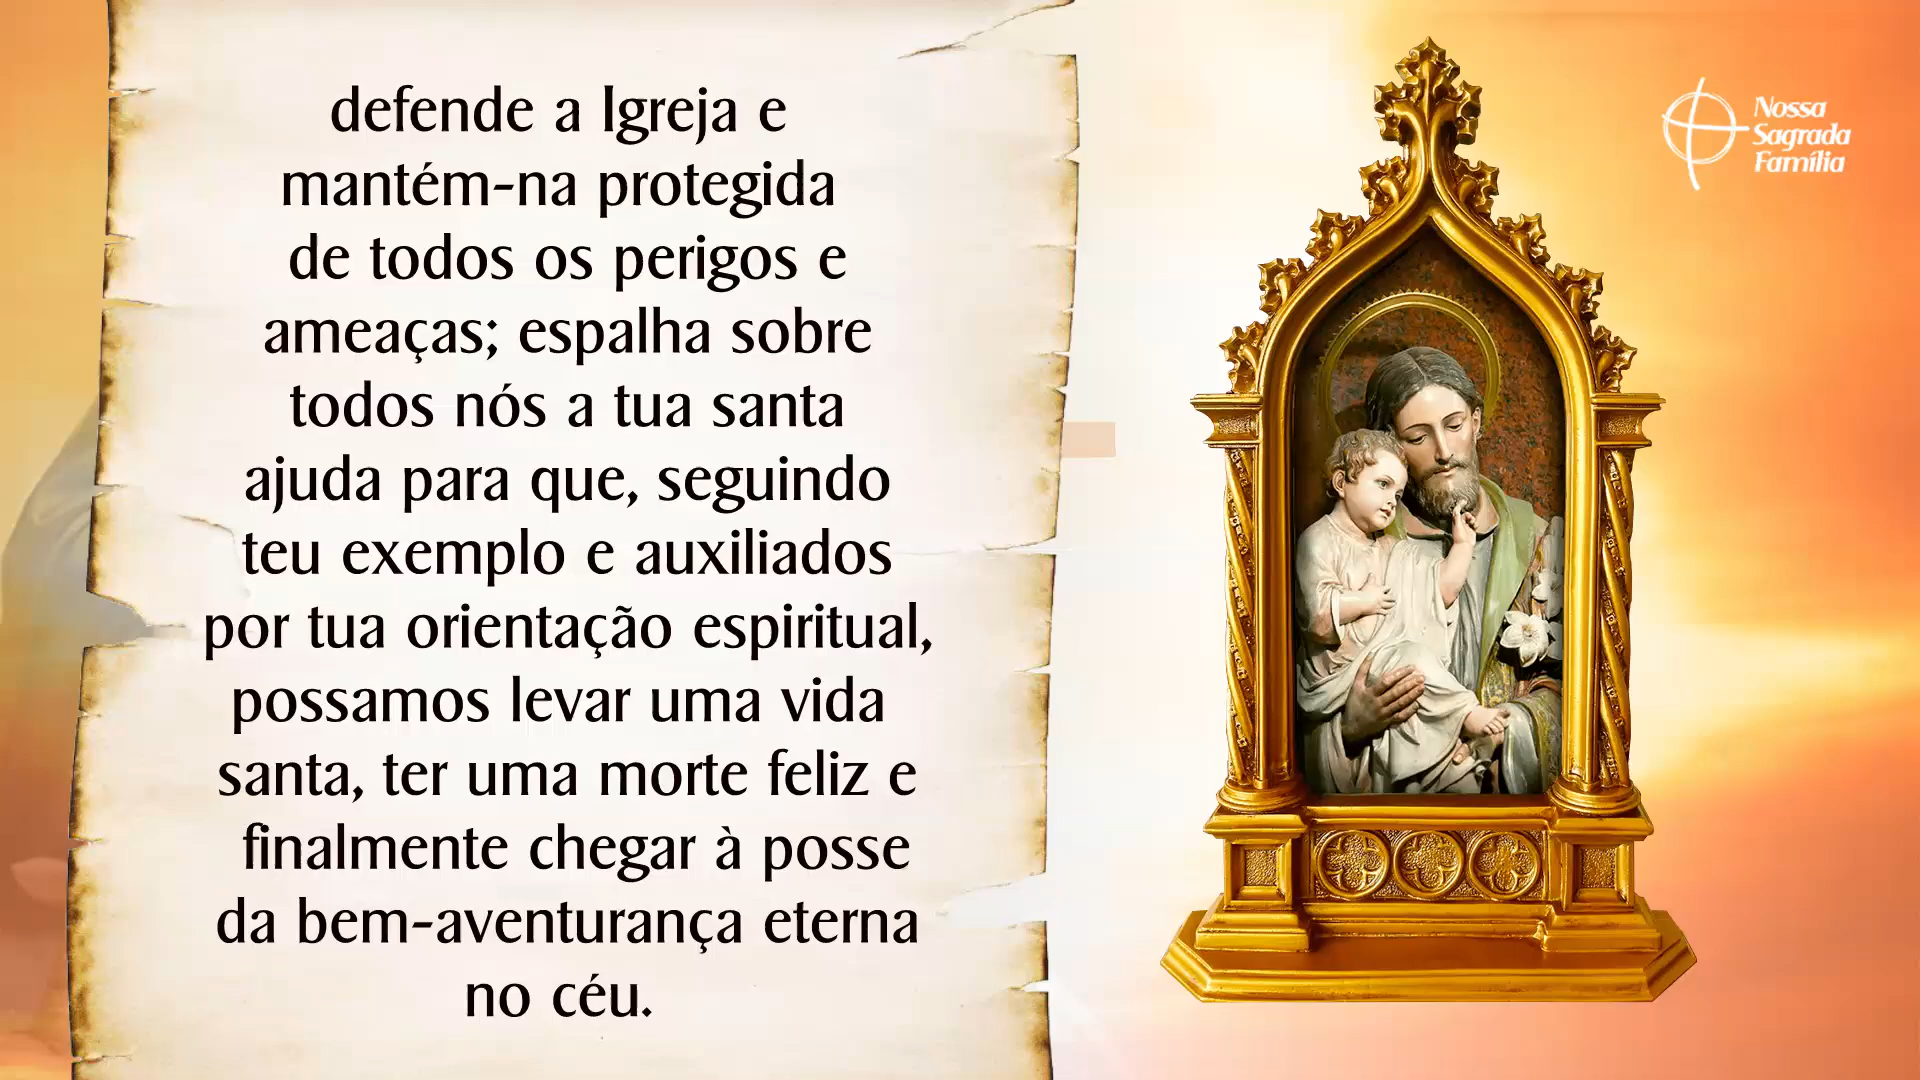 defende a Igreja e
mantém-na protegida
de todos os perigos e
ameaças; espalha sobre
todos nós a tua santa
ajuda para que, seguindo
teu exemplo e auxiliados
por tua orientação espiritual,
possamos levar uma vida
santa, ter uma morte feliz e
finalmente chegar à posse
da bem-aventurança eterna
no céu.
Nossa
Sagrada
Família